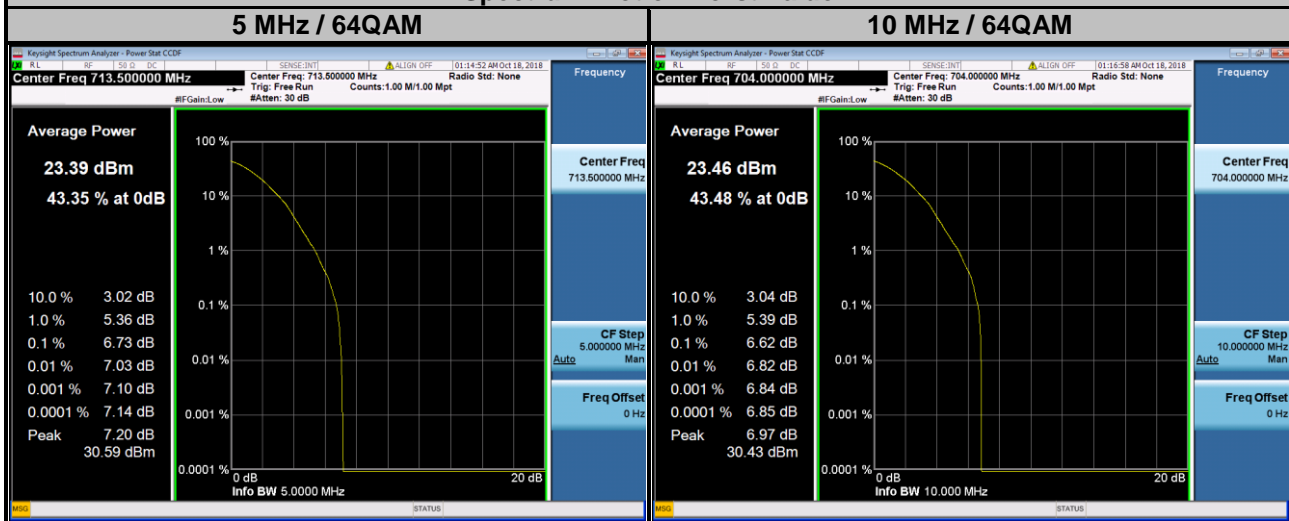 5 MHz / 64QAM
10 MHz / 64QAM
Keysight Spectrum Analyzer - Power Stat CCDF
RL RF 50 Ω DC SENSE:INT ALIGN OFF 01:14:52 AM Oct 18, 2018
Center Freq 713.500000 MHz
Center Freq: 713.500000 MHz Radio Std: None
Trig: Free Run Counts:1.00 M/1.00 Mpt
#IFGain:Low #Atten: 30 dB
Frequency
Average Power
23.39 dBm
43.35 % at 0dB
10.0 % 3.02 dB
1.0 % 5.36 dB
0.1 % 6.73 dB
0.01 % 7.03 dB
0.001 % 7.10 dB
0.0001 % 7.14 dB
Peak 7.20 dB
30.59 dBm
100 %
10 %
1 %
0.1 %
0.01 %
0.001 %
0.0001 %
0 dB 20 dB
Info BW 5.0000 MHz
Center Freq
713.500000 MHz
CF Step
5.000000 MHz
Auto Man
Freq Offset
0 Hz
MSG STATUS
Keysight Spectrum Analyzer - Power Stat CCDF
RL RF 50 Ω DC SENSE:INT ALIGN OFF 01:16:58 AM Oct 18, 2018
Center Freq 704.000000 MHz
Center Freq: 704.000000 MHz Radio Std: None
Trig: Free Run Counts:1.00 M/1.00 Mpt
#IFGain:Low #Atten: 30 dB
Frequency
Average Power
23.46 dBm
43.48 % at 0dB
10.0 % 3.04 dB
1.0 % 5.39 dB
0.1 % 6.62 dB
0.01 % 6.82 dB
0.001 % 6.84 dB
0.0001 % 6.85 dB
Peak 6.97 dB
30.43 dBm
100 %
10 %
1 %
0.1 %
0.01 %
0.001 %
0.0001 %
0 dB 20 dB
Info BW 10.000 MHz
Center Freq
704.000000 MHz
CF Step
10.000000 MHz
Auto Man
Freq Offset
0 Hz
MSG STATUS